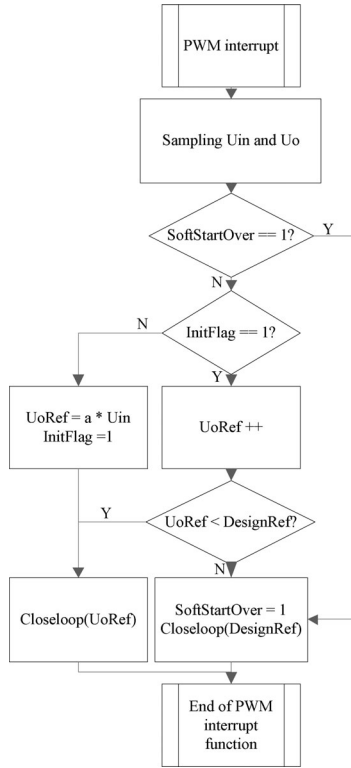 PWM interrupt
Sampling Uin and Uo
SoftStartOver == 1?
Y
N
InitFlag == 1?
N
Y
UoRef = a * Uin
InitFlag =1
UoRef ++
UoRef < DesignRef?
Y
N
Closeloop(UoRef)
SoftStartOver = 1
Closeloop(DesignRef)
End of PWM
interrupt
function